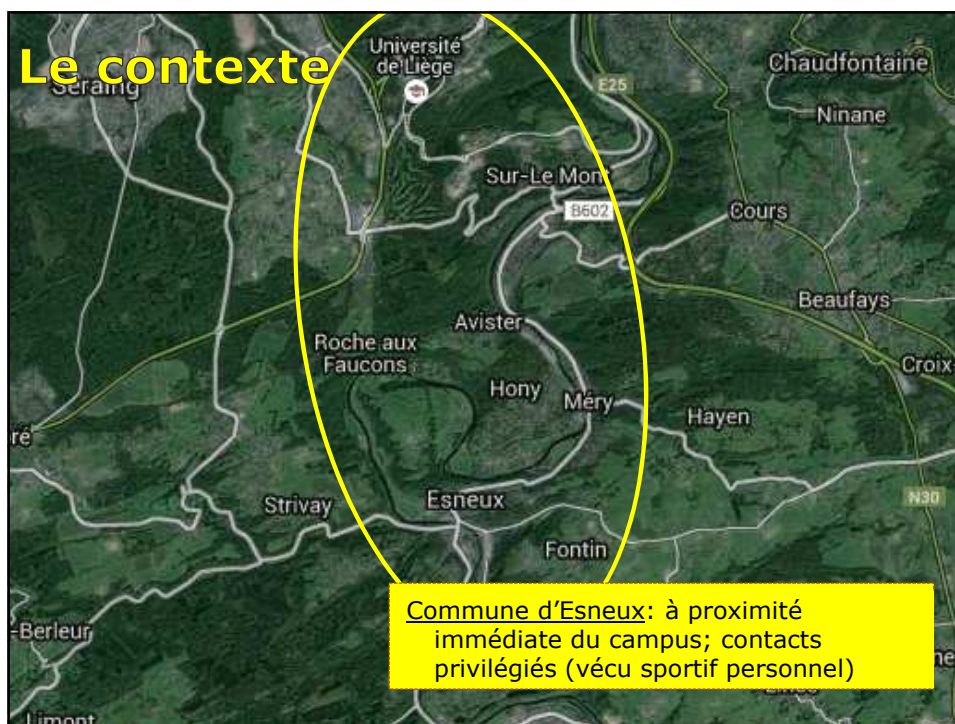 Le contexte
Université
de Liège
Seraing
Chaudfontaine
E25
Ninane
Sur-Le Mont
B602
Cours
Beaufays
Avister
Roche aux
Faucons
Croix
Hony
Méry
Hayen
ré
Esneux
Strivay
N30
Fontin
Commune d'Esneux: à proximité
immédiate du campus; contacts
privilégiés (vécu sportif personnel)
-Berleur
ne
Limont